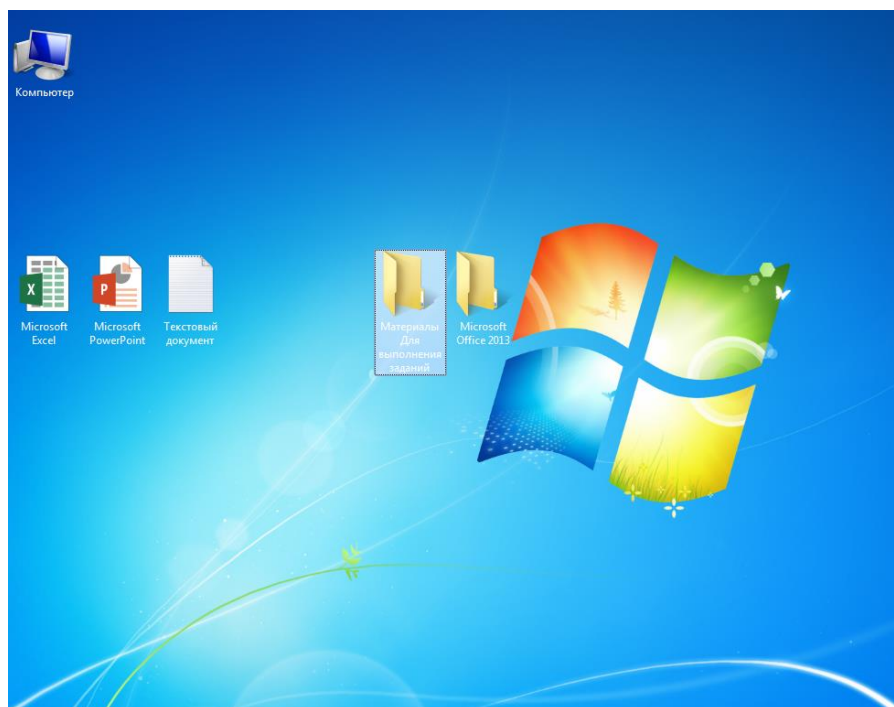 Компьютер
Microsoft
Excel
Microsoft
PowerPoint
Текстовый
документ
Материалы
Для
выполнения
заданий
Microsoft
Office 2013